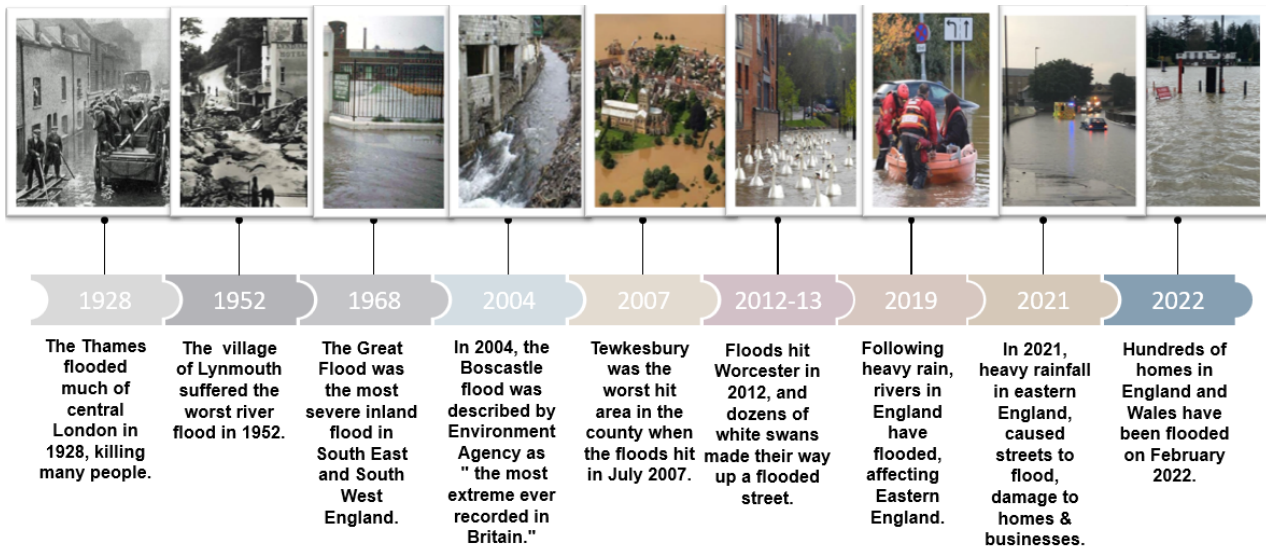 1928
1952
1968
2004
2007
2012-13
2019
2021
2022
The Thames
flooded
much of
central
London in
1928, killing
many people.
The village
of Lynmouth
suffered the
worst river
flood in 1952.
The Great
Flood was
the most
severe inland
flood in
South East
and South
West
England.
In 2004, the
Boscastle
flood was
described by
Environment
Agency as
" the most
extreme ever
recorded in
Britain."
Tewkesbury
was the
worst hit
area in the
county when
the floods hit
in July 2007.
Floods hit
Worcester in
2012, and
dozens of
white swans
made their way
up a flooded
street.
Following
heavy rain,
rivers in
England
have
flooded,
affecting
Eastern
England.
In 2021,
heavy rainfall
in eastern
England,
caused
streets to
flood,
damage to
homes &
businesses.
Hundreds of
homes in
England and
Wales have
been flooded
on February
2022.